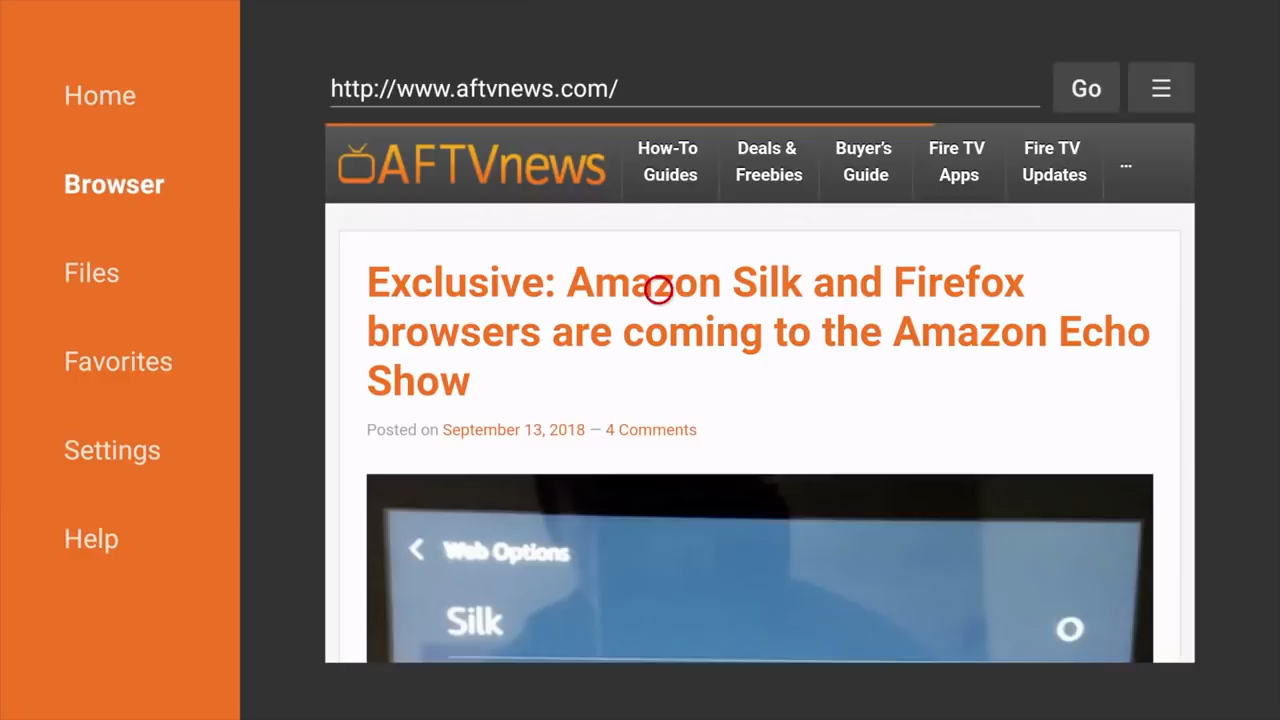 Home
Browser
Files
Favorites
Settings
Help
http://www.aftvnews.com/
Go
☰
AFTVnews
How-To
Guides
Deals &
Freebies
Buyer's
Guide
Fire TV
Apps
Fire TV
Updates
...
Exclusive: Amazon Silk and Firefox
browsers are coming to the Amazon Echo
Show
Posted on September 13, 2018 — 4 Comments
Web Options
Silk